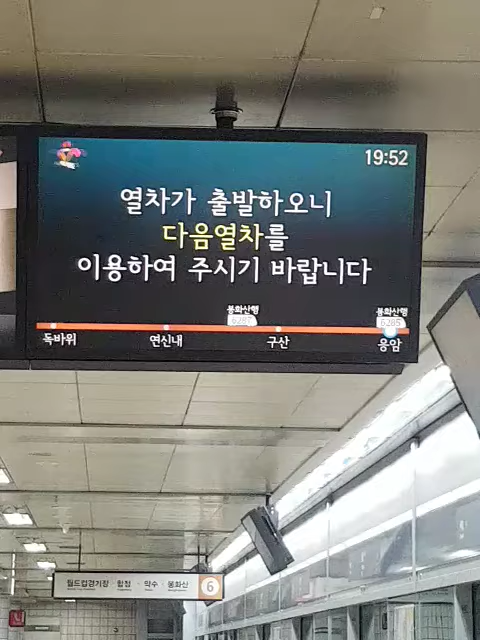 19:52
열차가 출발하오니
다음열차를
이용하여 주시기 바랍니다
봉화산행 봉화산행
6287 6285
독바위 연신내 구산 응암
월드컵경기장 · 합정 · 약수 · 봉화산 6